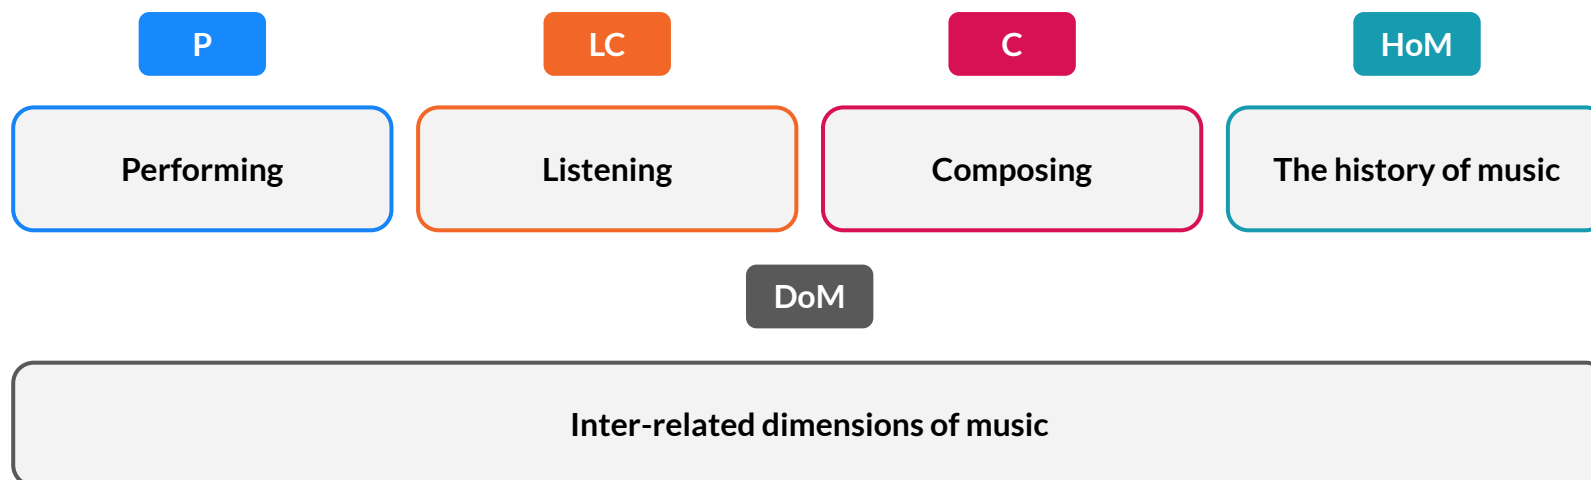 P
LC
C
HoM
Performing
Listening
Composing
The history of music
DoM
Inter-related dimensions of music